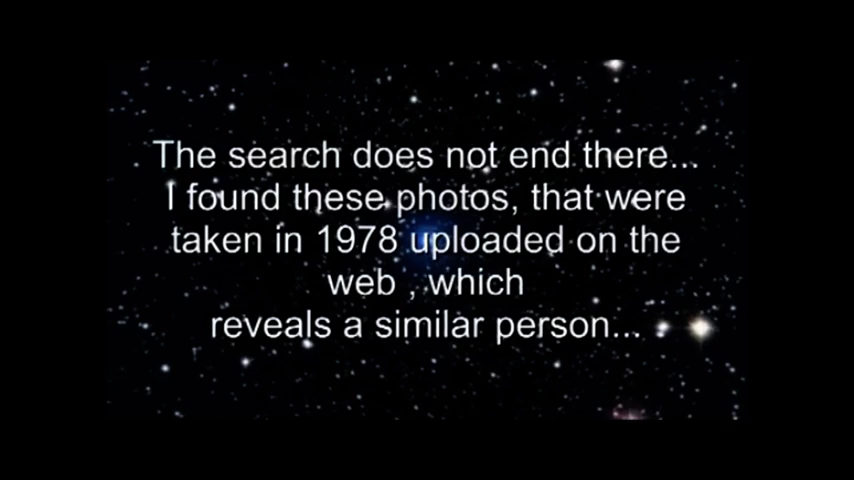 The search does not end there...
I found these photos, that were
taken in 1978 uploaded on the
web , which
reveals a similar person...